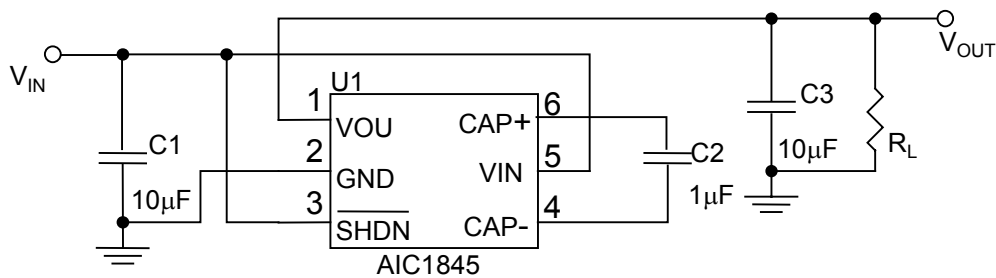 V_IN
V_OUT
U1
1
VOU
CAP+
6
C3
10µF
R_L
C1
10µF
2
GND
VIN
5
C2
1µF
3
SHDN
CAP-
4
AIC1845